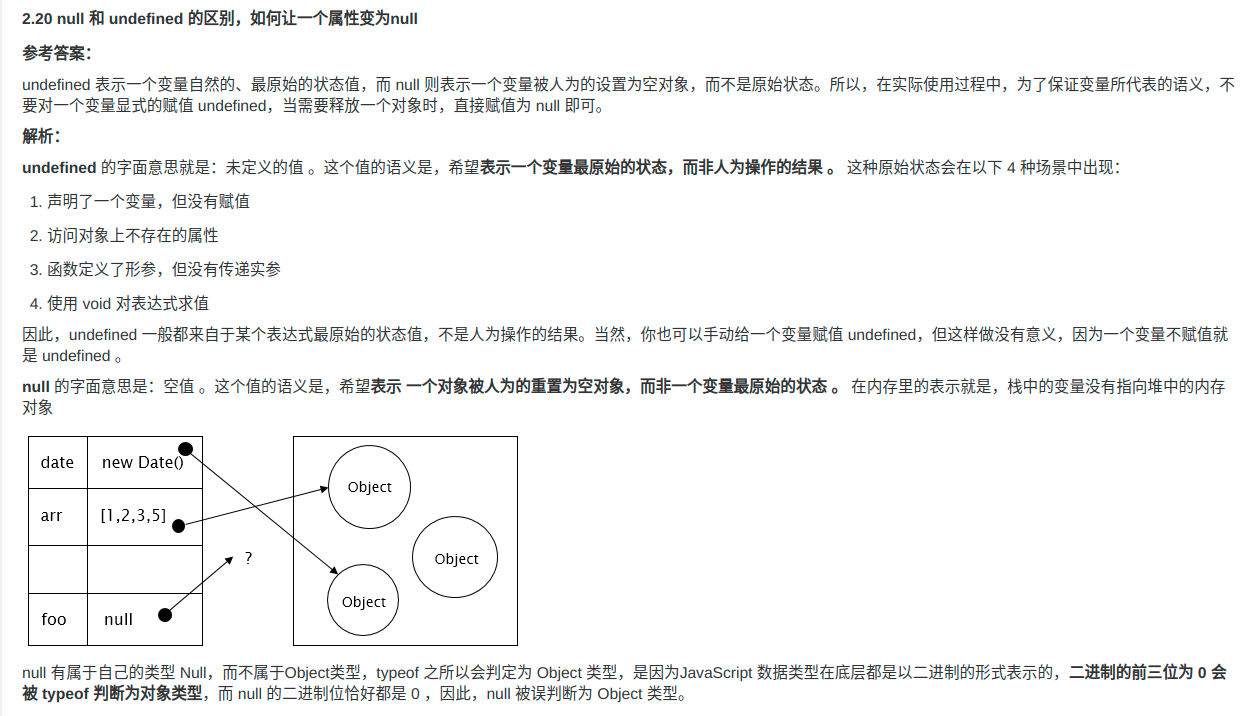 2.20 null 和 undefined 的区别，如何让一个属性变为null
参考答案：
undefined 表示一个变量自然的、最原始的状态值，而 null 则表示一个变量被人为的设置为空对象，而不是原始状态。所以，在实际使用过程中，为了保证变量所代表的语义，不
要对一个变量显式的赋值 undefined，当需要释放一个对象时，直接赋值为 null 即可。
解析：
undefined 的字面意思就是：未定义的值 。这个值的语义是，希望表示一个变量最原始的状态，而非人为操作的结果 。 这种原始状态会在以下 4 种场景中出现：
1. 声明了一个变量，但没有赋值
2. 访问对象上不存在的属性
3. 函数定义了形参，但没有传递实参
4. 使用 void 对表达式求值
因此，undefined 一般都来自于某个表达式最原始的状态值，不是人为操作的结果。当然，你也可以手动给一个变量赋值 undefined，但这样做没有意义，因为一个变量不赋值就
是 undefined 。
null 的字面意思是：空值 。这个值的语义是，希望表示 一个对象被人为的重置为空对象，而非一个变量最原始的状态 。 在内存里的表示就是，栈中的变量没有指向堆中的内存
对象
date new Date()
arr [1,2,3,5]
foo null
?
Object
Object
Object
null 有属于自己的类型 Null，而不属于Object类型，typeof 之所以会判定为 Object 类型，是因为JavaScript 数据类型在底层都是以二进制的形式表示的，二进制的前三位为 0 会
被 typeof 判断为对象类型，而 null 的二进制位恰好都是 0 ，因此，null 被误判断为 Object 类型。